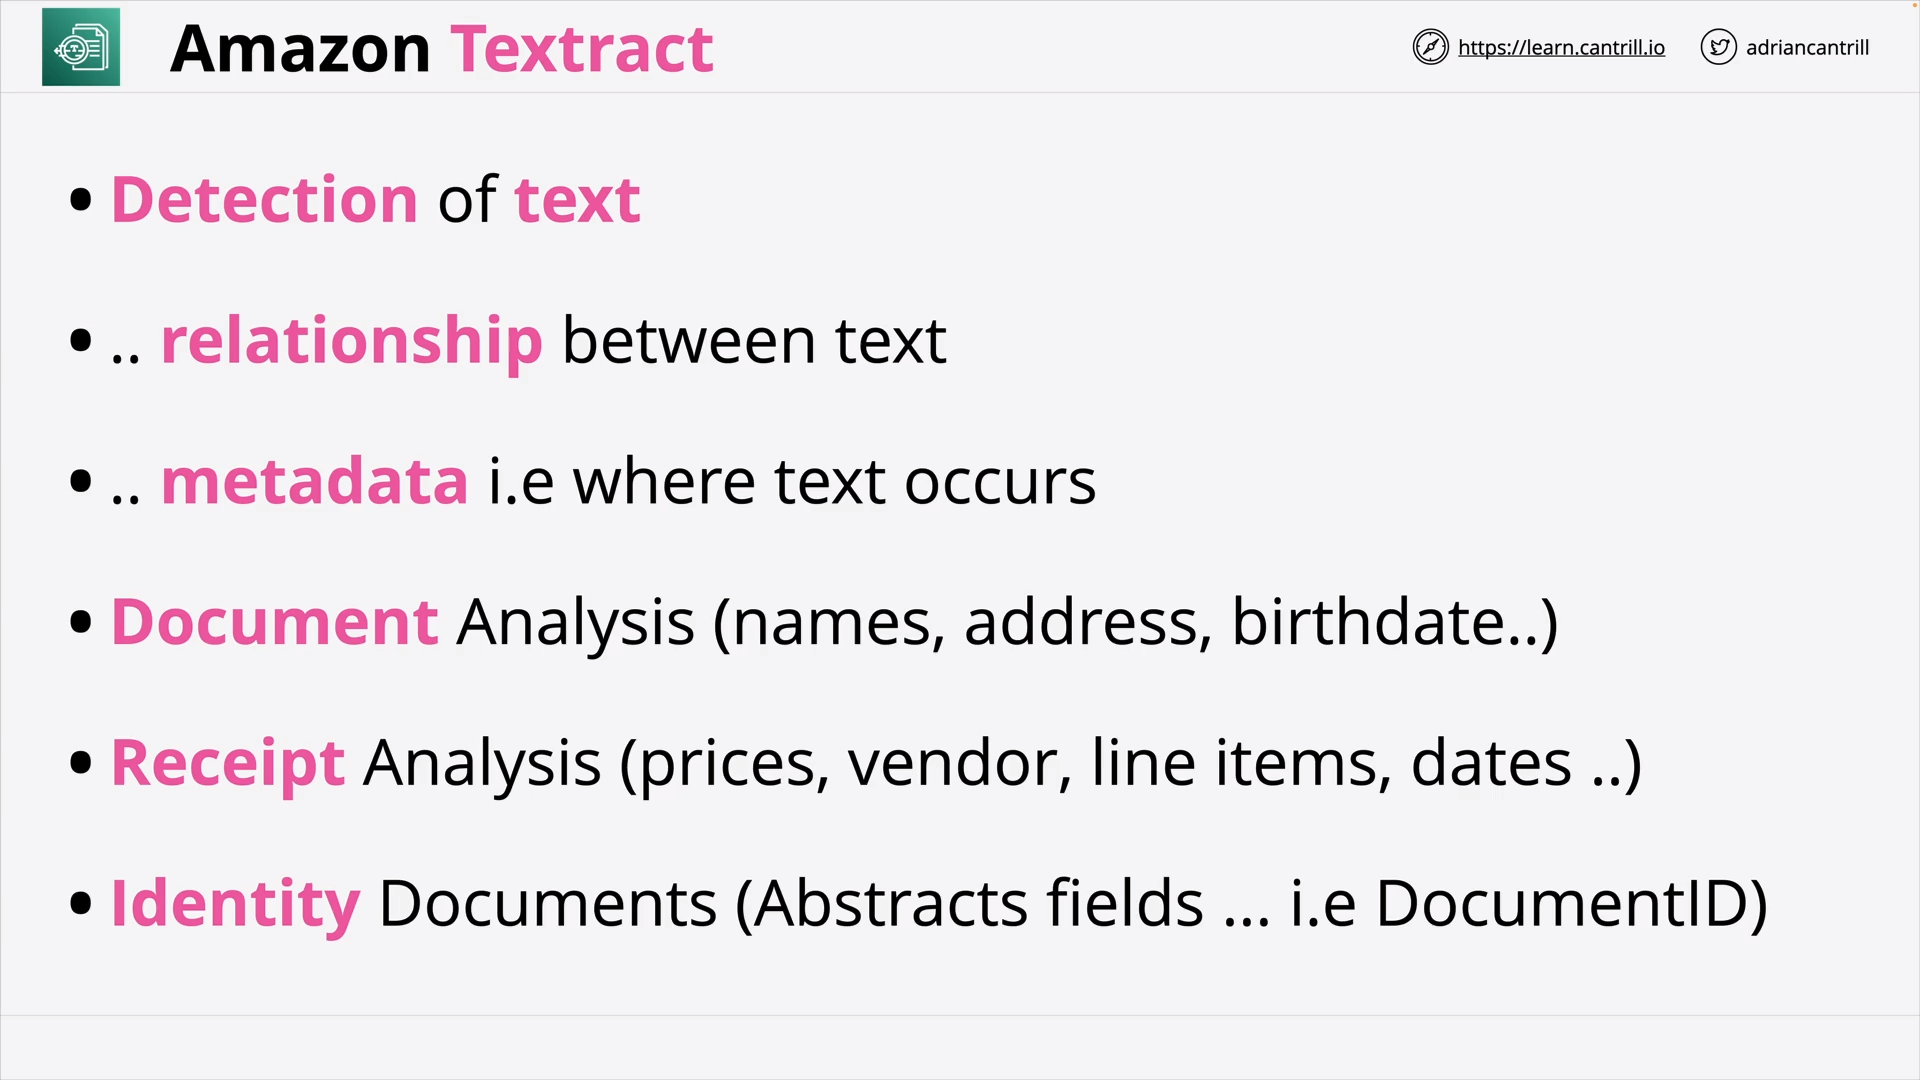 Amazon Textract
https://learn.cantrill.io
adriancantrill
• Detection of text
• .. relationship between text
• .. metadata i.e where text occurs
• Document Analysis (names, address, birthdate..)
• Receipt Analysis (prices, vendor, line items, dates ..)
• Identity Documents (Abstracts fields ... i.e DocumentID)